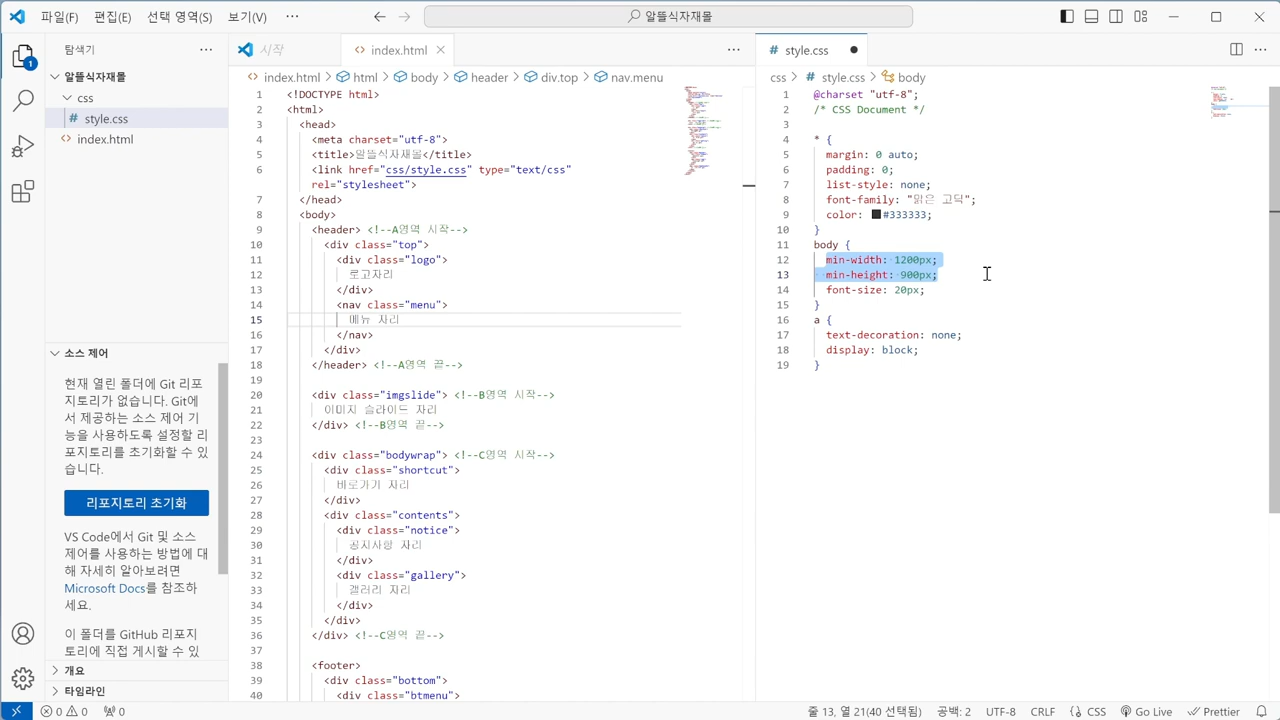 파일(F) 편집(E) 선택 영역(S) 보기(V) ··· 알뜰식자재몰
탐색기 ···
알뜰식자재몰
css
# style.css
<> index.html
1
소스 제어
현재 열린 폴더에 Git 리포
지토리가 없습니다. Git에
서 제공하는 소스 제어 기
능을 사용하도록 설정할 리
포지토리를 초기화할 수 있
습니다.
리포지토리 초기화
VS Code에서 Git 및 소스
제어를 사용하는 방법에 대
해 자세히 알아보려면
Microsoft Docs를 참조하
세요.
이 폴더를 GitHub 리포지
토리에 직접 게시할 수 있
개요
타임라인
시작
<> index.html
<> index.html > html > body > header > div.top > nav.menu
1 <!DOCTYPE html>
2 <html>
3 <head>
4 <meta charset="utf-8">
5 <title>알뜰식자재몰</title>
6 <link href="css/style.css" type="text/css"
rel="stylesheet">
7 </head>
8 <body>
9 <header> <!--A영역 시작-->
10 <div class="top">
11 <div class="logo">
12 로고자리
13 </div>
14 <nav class="menu">
15 메뉴 자리
16 </nav>
17 </div>
18 </header> <!--A영역 끝-->
19
20 <div class="imgslide"> <!--B영역 시작-->
21 이미지 슬라이드 자리
22 </div> <!--B영역 끝-->
23
24 <div class="bodywrap"> <!--C영역 시작-->
25 <div class="shortcut">
26 바로가기 자리
27 </div>
28 <div class="contents">
29 <div class="notice">
30 공지사항 자리
31 </div>
32 <div class="gallery">
33 갤러리 자리
34 </div>
35 </div>
36 </div> <!--C영역 끝-->
37
38 <footer>
39 <div class="bottom">
40 <div class="btmenu">
# style.css ●
css > # style.css > body
1 @charset "utf-8";
2 /* CSS Document */
3
4 * {
5 margin: 0 auto;
6 padding: 0;
7 list-style: none;
8 font-family: "맑은 고딕";
9 color: #333333;
10 }
11 body {
12 min-width: 1200px;
13 min-height: 900px;
14 font-size: 20px;
15 }
16 a {
17 text-decoration: none;
18 display: block;
19 }
0 0 0 줄 13, 열 21(40 선택됨) 공백: 2 UTF-8 CRLF {} CSS Go Live Prettier